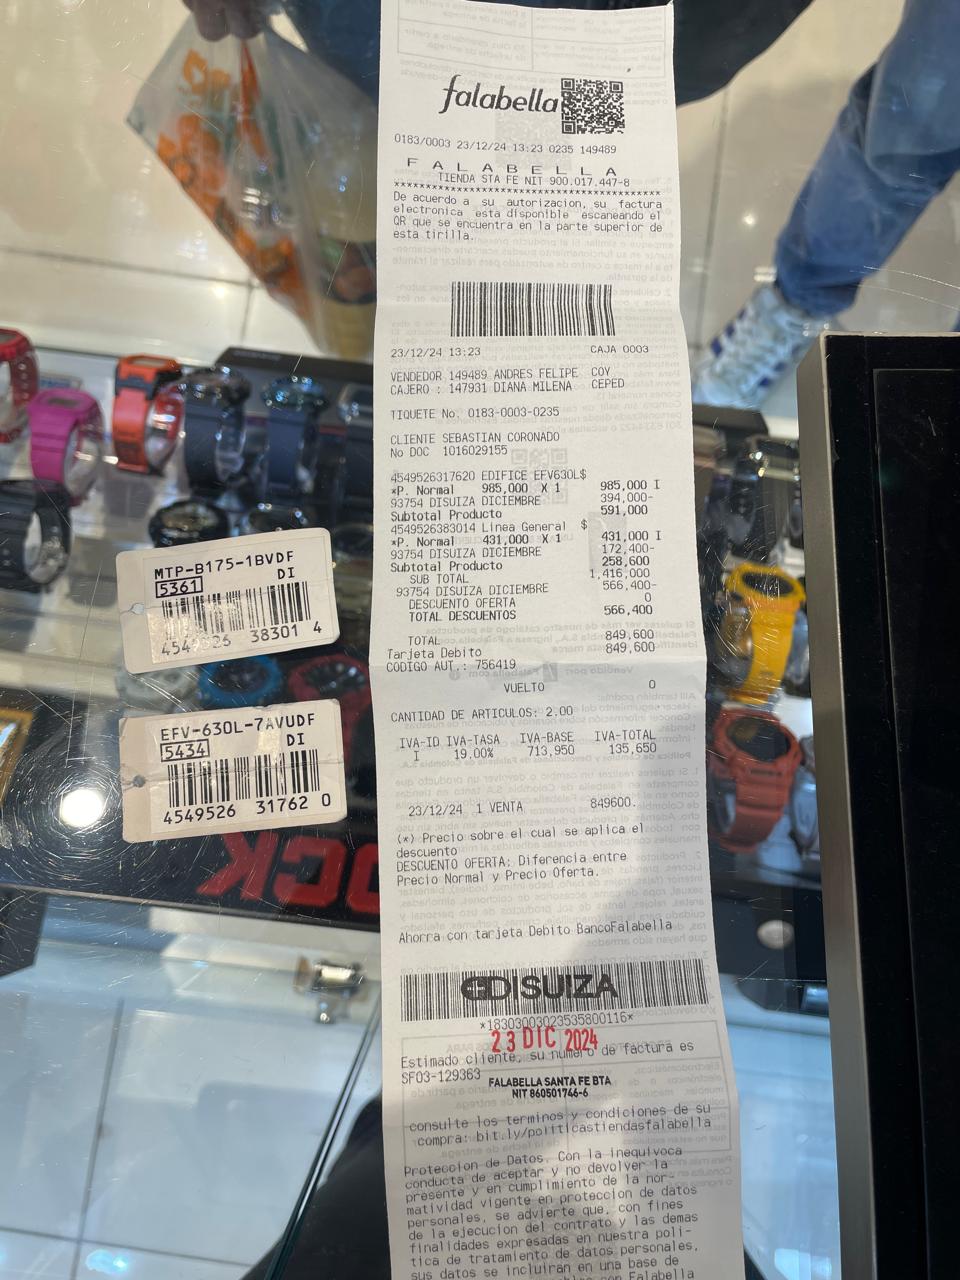 falabella
0183/0003 23/12/24 13:23 0235 149489
F A L A B E L L A
TIENDA STA FE NIT 900.017.447-8
De acuerdo a su autorizacion, su factura
electronica esta disponible escaneando el
QR que se encuentra en la parte superior de
esta tirilla.
23/12/24 13:23 CAJA 0003
VENDEDOR 149489 ANDRES FELIPE COY
CAJERO : 147931 DIANA MILENA CEPED
TIQUETE No. 0183-0003-0235
CLIENTE SEBASTIAN CORONADO
No DOC 1016029155
4549526317620 EDIFICE EFV630L$
*P. Normal 985,000 X 1 985,000 I
93754 DISUIZA DICIEMBRE 394,000-
Subtotal Producto 591,000
4549526383014 Linea General $
*P. Normal 431,000 X 1 431,000 I
93754 DISUIZA DICIEMBRE 172,400-
Subtotal Producto 258,600
SUB TOTAL 1,416,000
93754 DISUIZA DICIEMBRE 566,400-
DESCUENTO OFERTA 0
TOTAL DESCUENTOS 566,400
TOTAL 849,600
Tarjeta Debito 849,600
CODIGO AUT.: 756419
VUELTO 0
CANTIDAD DE ARTICULOS: 2.00
IVA-ID IVA-TASA IVA-BASE IVA-TOTAL
I 19.00% 713,950 135,650
23/12/24 1 VENTA 849600.
(*) Precio sobre el cual se aplica el
descuento
DESCUENTO OFERTA: Diferencia entre
Precio Normal y Precio Oferta.
Ahorra con tarjeta Debito BancoFalabella
DISUIZA
*18303003023535800116*
23 DIC 2024
Estimado cliente, su numero de factura es
SF03-129363
FALABELLA SANTA FE BTA
NIT 860501746-6
consulte los terminos y condiciones de su
compra: bit.ly/politicastiendasfalabella
Proteccion de Datos. Con la inequivoca
conducta de aceptar y no devolver la
presente y en cumplimiento de la nor-
matividad vigente en proteccion de datos
personales, se advierte que, con fines
de la ejecucion del contrato y las demas
finalidades expresadas en nuestra poli-
tica de tratamiento de datos personales,
sus datos se incluiran en una base de
con Falabella
MTP-B175-1BVDF
5361 DI
4549526 38301 4
EFV-630L-7AVUDF
5434 DI
4549526 31762 0